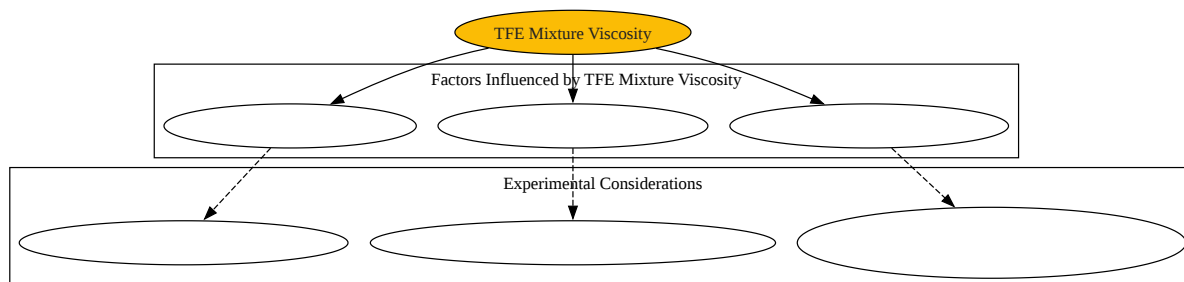 TFE Mixture Viscosity
Factors Influenced by TFE Mixture Viscosity
Experimental Considerations